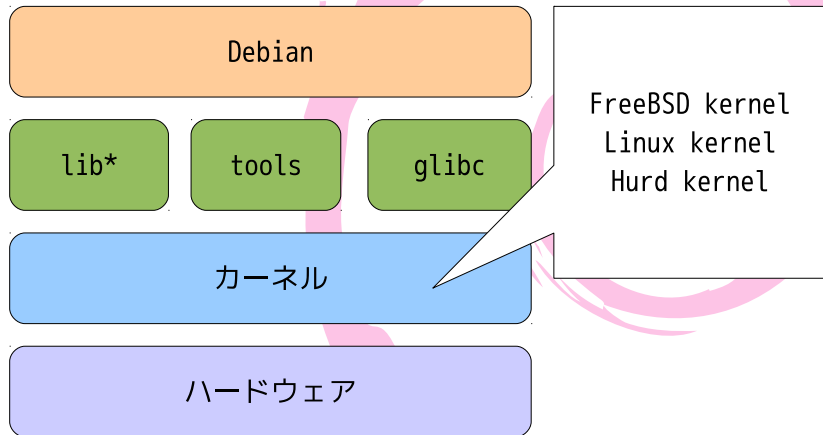 Debian
FreeBSD kernel
Linux kernel
Hurd kernel
lib*
tools
glibc
カーネル
ハードウェア